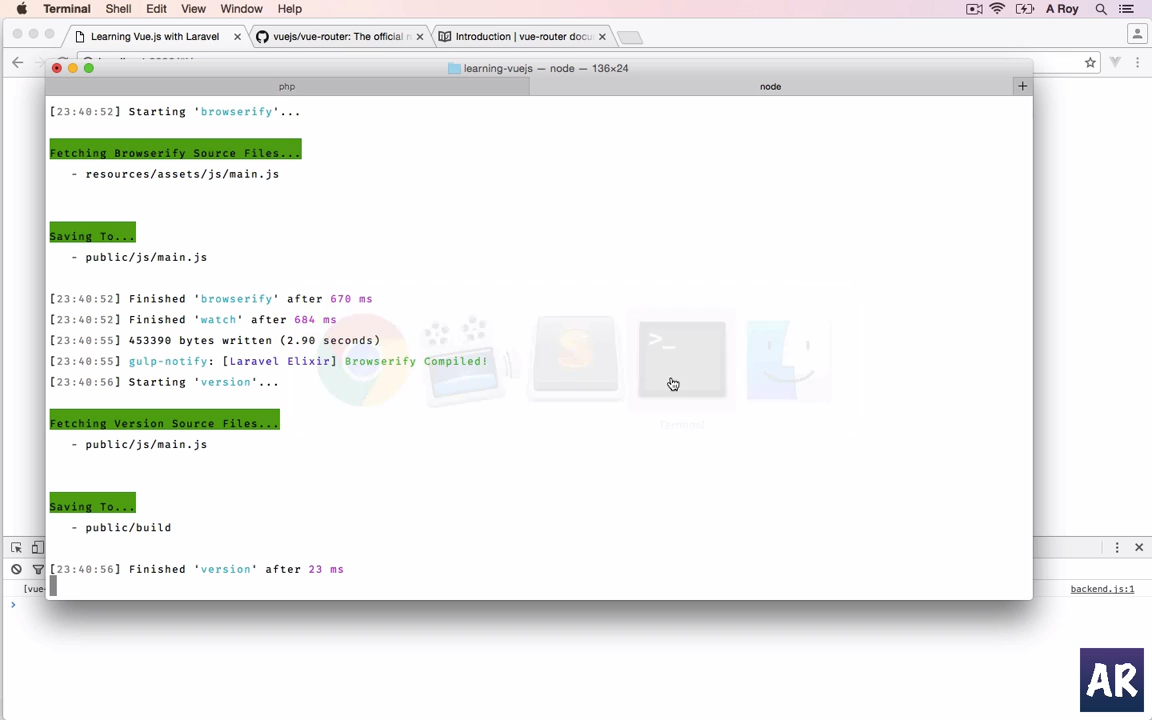 Terminal Shell Edit View Window Help A Roy
Learning Vue.js with Laravel vuejs/vue-router: The official r Introduction | vue-router docu
learning-vuejs — node — 136×24
php node
[23:40:52] Starting 'browserify'...
Fetching Browserify Source Files...
- resources/assets/js/main.js
Saving To...
- public/js/main.js
[23:40:52] Finished 'browserify' after 670 ms
[23:40:52] Finished 'watch' after 684 ms
[23:40:55] 453390 bytes written (2.90 seconds)
[23:40:55] gulp-notify: [Laravel Elixir] Browserify Compiled!
[23:40:56] Starting 'version'...
Terminal
Fetching Version Source Files...
- public/js/main.js
Saving To...
- public/build
[23:40:56] Finished 'version' after 23 ms
[vue- backend.js:1
AR